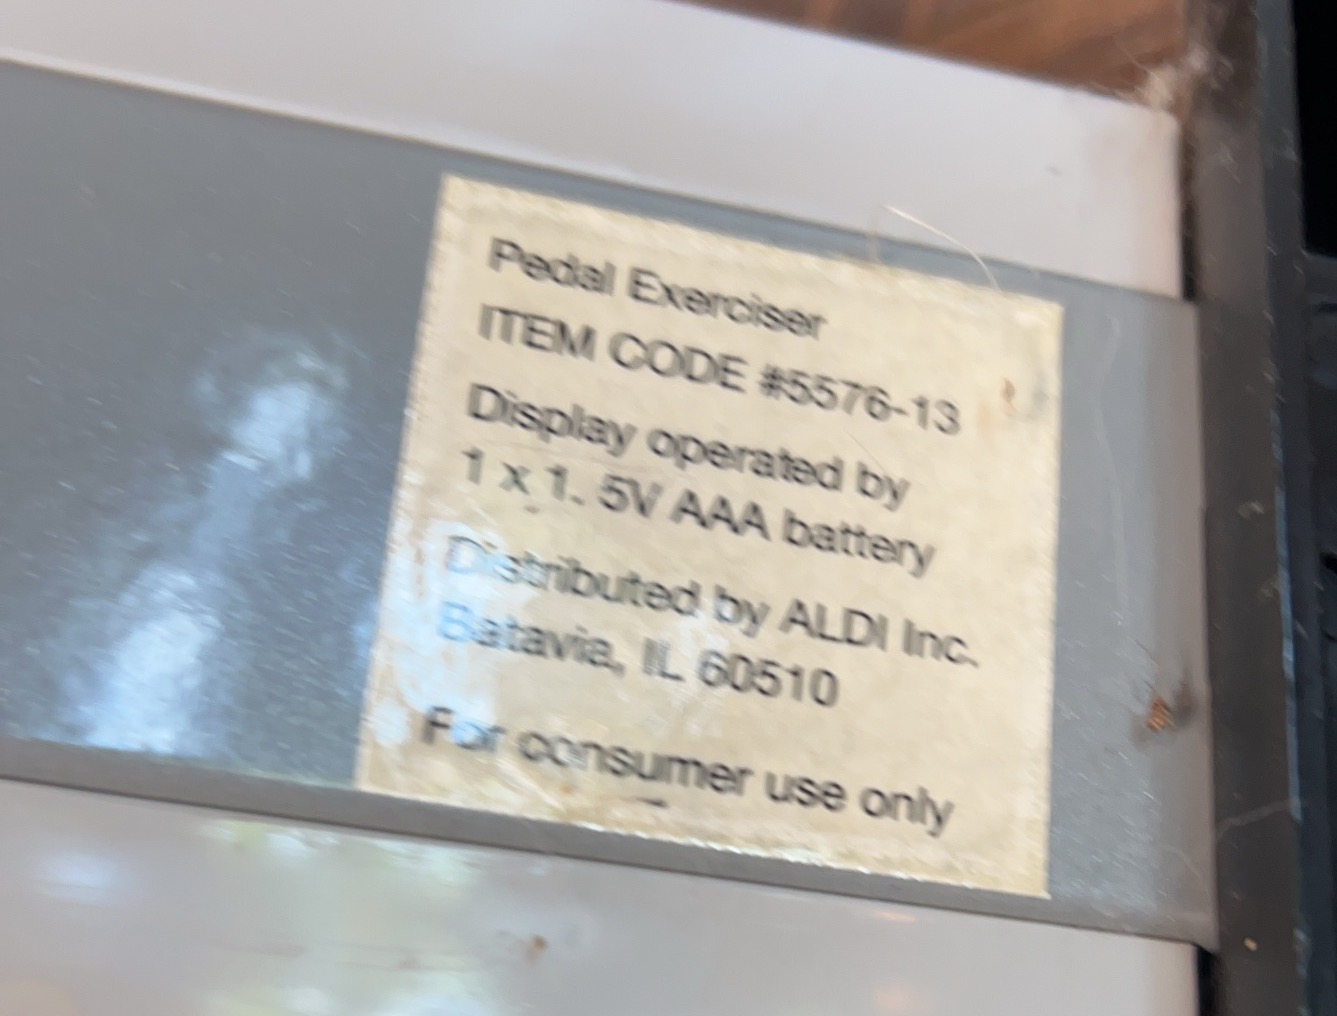 Pedal Exerciser
ITEM CODE #5576-13
Display operated by
1 x 1. 5V AAA battery
Distributed by ALDI Inc.
Batavia, IL 60510
For consumer use only